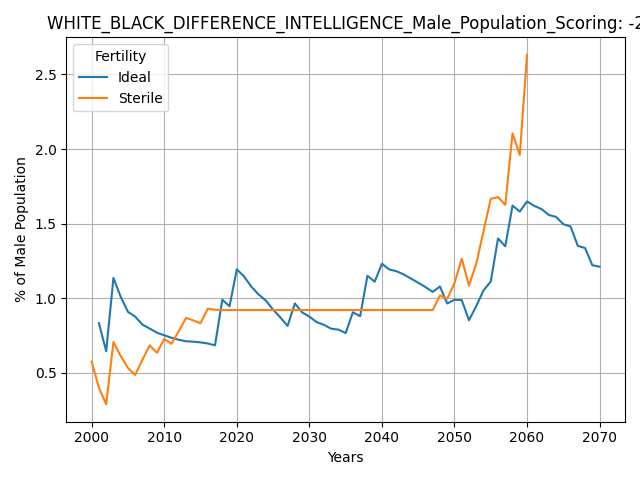 WHITE_BLACK_DIFFERENCE_INTELLIGENCE_Male_Population_Scoring: -2
Fertility
Ideal
Sterile
2.5
2.0
1.5
1.0
0.5
% of Male Population
2000 2010 2020 2030 2040 2050 2060 2070
Years